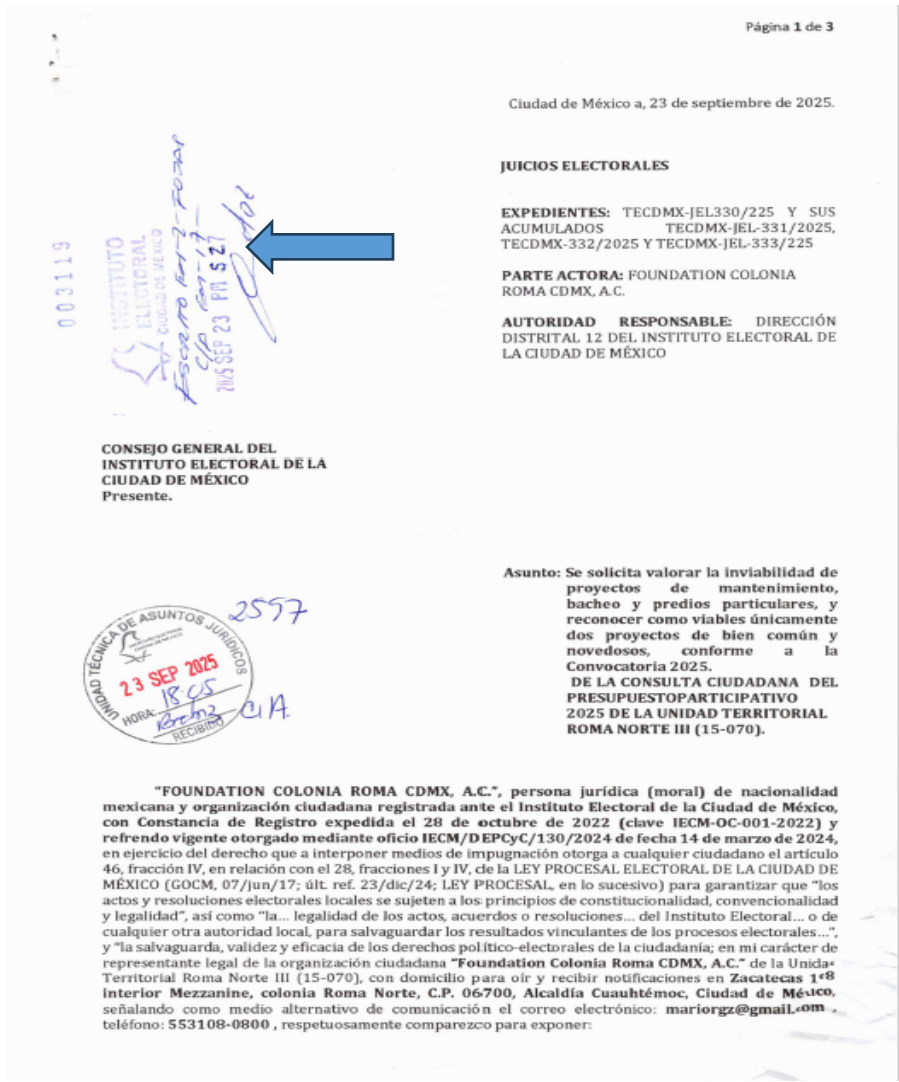 Página 1 de 3
Ciudad de México a, 23 de septiembre de 2025.
JUICIOS ELECTORALES
EXPEDIENTES: TECDMX-JEL330/225 Y SUS
ACUMULADOS TECDMX-JEL-331/2025,
TECDMX-332/2025 Y TECDMX-JEL-333/225
PARTE ACTORA: FOUNDATION COLONIA
ROMA CDMX, A.C.
AUTORIDAD RESPONSABLE: DIRECCIÓN
DISTRITAL 12 DEL INSTITUTO ELECTORAL DE
LA CIUDAD DE MÉXICO
003119
INSTITUTO
ELECTORAL
CIUDAD DE MÉXICO
2025 SEP 23 PM 5 27
CONSEJO GENERAL DEL
INSTITUTO ELECTORAL DE LA
CIUDAD DE MÉXICO
Presente.
Asunto: Se solicita valorar la inviabilidad de
proyectos de mantenimiento,
bacheo y predios particulares, y
reconocer como viables únicamente
dos proyectos de bien común y
novedosos, conforme a la
Convocatoria 2025.
DE LA CONSULTA CIUDADANA DEL
PRESUPUESTOPARTICIPATIVO
2025 DE LA UNIDAD TERRITORIAL
ROMA NORTE III (15-070).
2597
UNIDAD TÉCNICA DE ASUNTOS JURÍDICOS
23 SEP 2025
HORA: 18:05
RECIBIDO
"FOUNDATION COLONIA ROMA CDMX, A.C.", persona jurídica (moral) de nacionalidad
mexicana y organización ciudadana registrada ante el Instituto Electoral de la Ciudad de México,
con Constancia de Registro expedida el 28 de octubre de 2022 (clave IECM-OC-001-2022) y
refrendo vigente otorgado mediante oficio IECM/DEPCyC/130/2024 de fecha 14 de marzo de 2024,
en ejercicio del derecho que a interponer medios de impugnación otorga a cualquier ciudadano el artículo
46, fracción IV, en relación con el 28, fracciones I y IV, de la LEY PROCESAL ELECTORAL DE LA CIUDAD DE
MÉXICO (GOCM, 07/jun/17; últ. ref. 23/dic/24; LEY PROCESAL, en lo sucesivo) para garantizar que "los
actos y resoluciones electorales locales se sujeten a los principios de constitucionalidad, convencionalidad
y legalidad", así como "la... legalidad de los actos, acuerdos o resoluciones... del Instituto Electoral... o de
cualquier otra autoridad local, para salvaguardar los resultados vinculantes de los procesos electorales...",
y "la salvaguarda, validez y eficacia de los derechos político-electorales de la ciudadanía; en mi carácter de
representante legal de la organización ciudadana "Foundation Colonia Roma CDMX, A.C." de la Unidad
Territorial Roma Norte III (15-070), con domicilio para oír y recibir notificaciones en Zacatecas
interior Mezzanine, colonia Roma Norte, C.P. 06700, Alcaldía Cuauhtémoc, Ciudad de México,
señalando como medio alternativo de comunicación el correo electrónico: mariorgz@gmail.com ,
teléfono: 553108-0800 , respetuosamente comparezco para exponer: